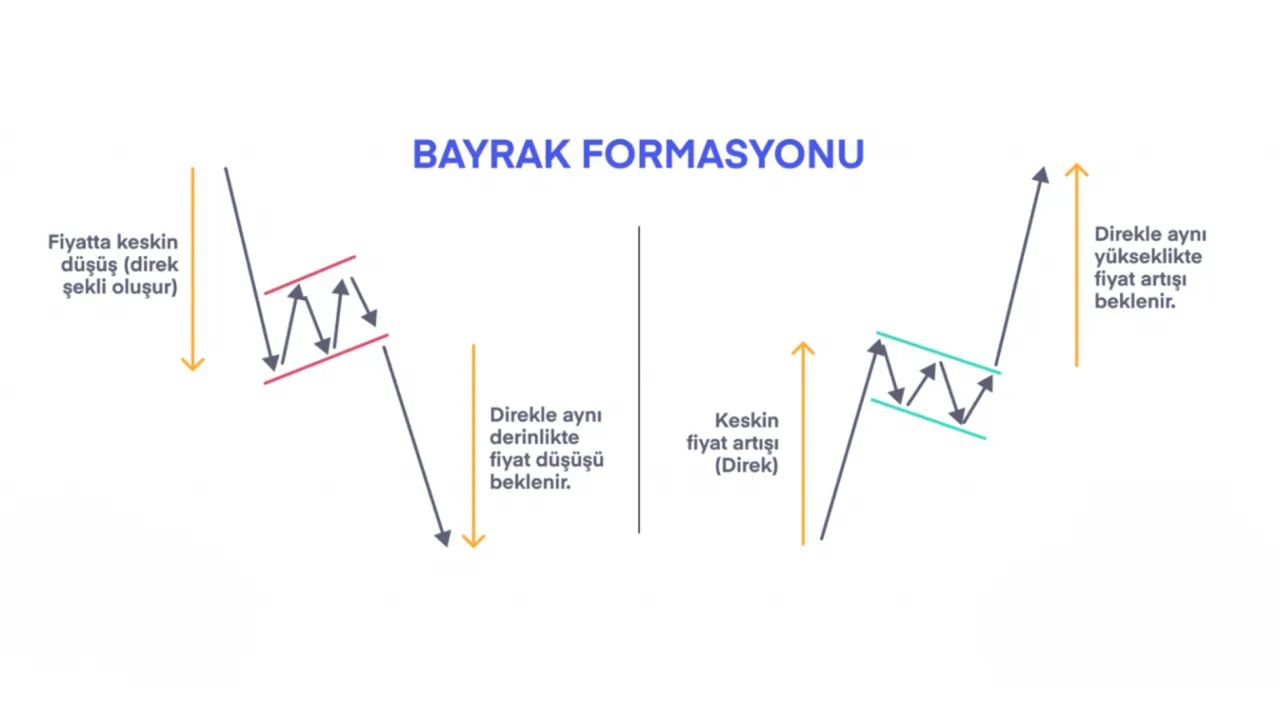 BAYRAK FORMASYONU
Fiyatta keskin
düşüş (direk
şekli oluşur)
Direkle aynı
derinlikte
fiyat düşüşü
beklenir.
Keskin
fiyat artışı
(Direk)
Direkle aynı
yükseklikte
fiyat artışı
beklenir.